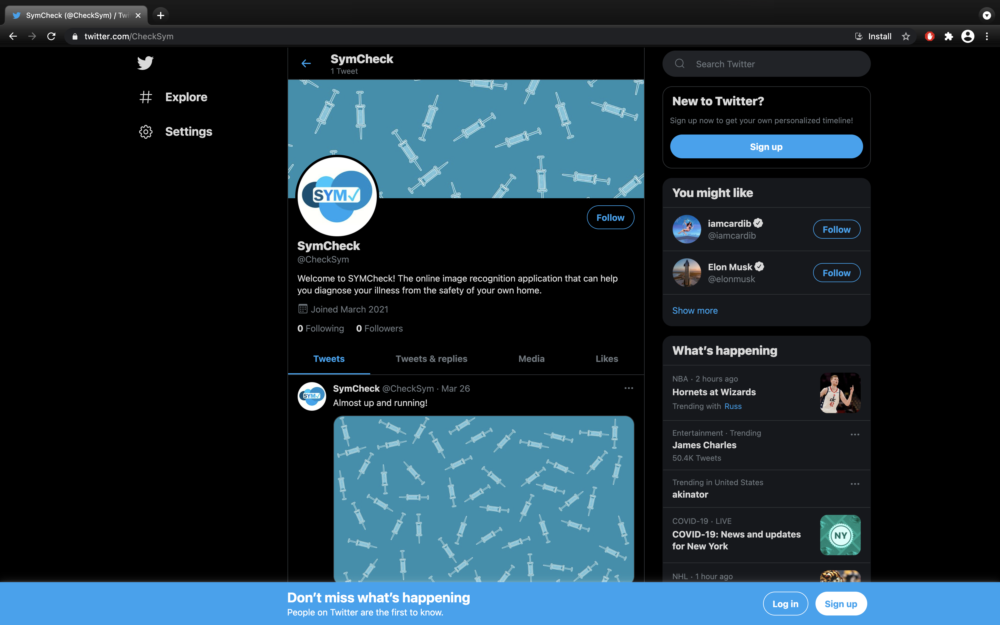 SymCheck (@CheckSym) / Twi
twitter.com/CheckSym
Install
Explore
Settings
SymCheck
1 Tweet
SYM✓
Follow
SymCheck
@CheckSym
Welcome to SYMCheck! The online image recognition application that can help
you diagnose your illness from the safety of your own home.
Joined March 2021
0 Following 0 Followers
Tweets Tweets & replies Media Likes
SYM✓
SymCheck @CheckSym · Mar 26
Almost up and running!
Search Twitter
New to Twitter?
Sign up now to get your own personalized timeline!
Sign up
You might like
iamcardib
@iamcardib
Follow
Elon Musk
@elonmusk
Follow
Show more
What's happening
NBA · 2 hours ago
Hornets at Wizards
Trending with Russ
dc
42
Entertainment · Trending
James Charles
50.4K Tweets
Trending in United States
akinator
COVID-19 · LIVE
COVID-19: News and updates
for New York
NY
NHL · 1 hour ago
Don't miss what's happening
People on Twitter are the first to know.
Log in
Sign up